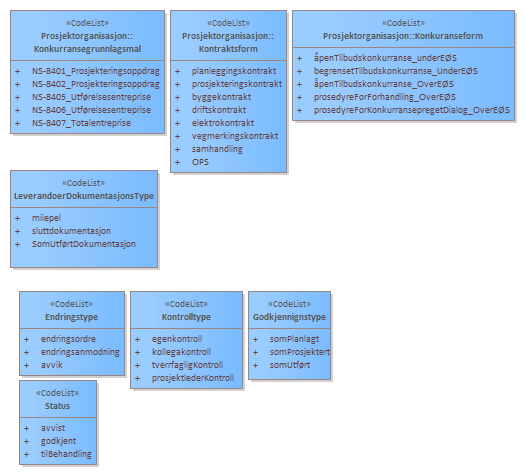 «CodeList»
Prosjektorganisasjon::
Konkurransegrunnlagsmal
+ NS-8401_Prosjekteringsoppdrag
+ NS-8402_Prosjekteringsoppdrag
+ NS-8405_Utførelsesentreprise
+ NS-8406_Utførelsesentreprise
+ NS-8407_Totalentreprise
«CodeList»
Prosjektorganisasjon::
Kontraktsform
+ planleggingskontrakt
+ prosjekteringskontrakt
+ byggekontrakt
+ driftskontrakt
+ elektrokontrakt
+ vegmerkingskontrakt
+ samhandling
+ OPS
«CodeList»
Prosjektorganisasjon::Konkuranseform
+ åpenTilbudskonkurranse_underEØS
+ begrensetTilbudskonkurranse_UnderEØS
+ åpenTilbudskonkurranse_OverEØS
+ prosedyreForForhandling_OverEØS
+ prosedyreForKonkurransepregetDialog_OverEØS
«CodeList»
LeverandoerDokumentasjonsType
+ milepel
+ sluttdokumentasjon
+ SomUtførtDokumentasjon
«CodeList»
Endringstype
+ endringsordre
+ endringsanmodning
+ avvik
«CodeList»
Kontrolltype
+ egenkontroll
+ kollegakontroll
+ tverrfagligKontroll
+ prosjektlederKontroll
«CodeList»
Godkjennignstype
+ somPlanlagt
+ somProsjektert
+ somUtført
«CodeList»
Status
+ avvist
+ godkjent
+ tilBehandling